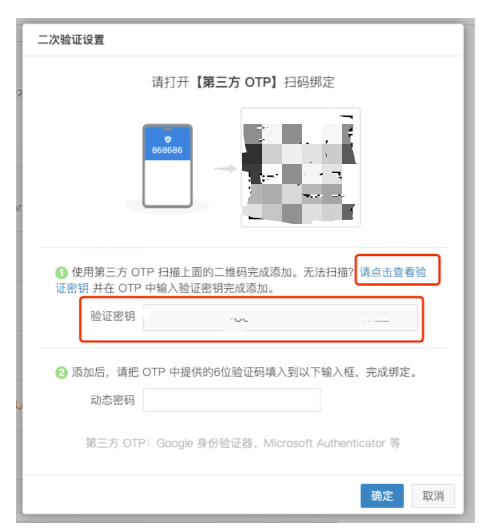 二次验证设置
请打开【第三方 OTP】扫码绑定
868686
1 使用第三方 OTP 扫描上面的二维码完成添加。无法扫描? 请点击查看验
证密钥 并在 OTP 中输入验证密钥完成添加。
验证密钥
2 添加后，请把 OTP 中提供的6位验证码填入到以下输入框，完成绑定。
动态密码
第三方 OTP：Google 身份验证器、Microsoft Authenticator 等
确定 取消